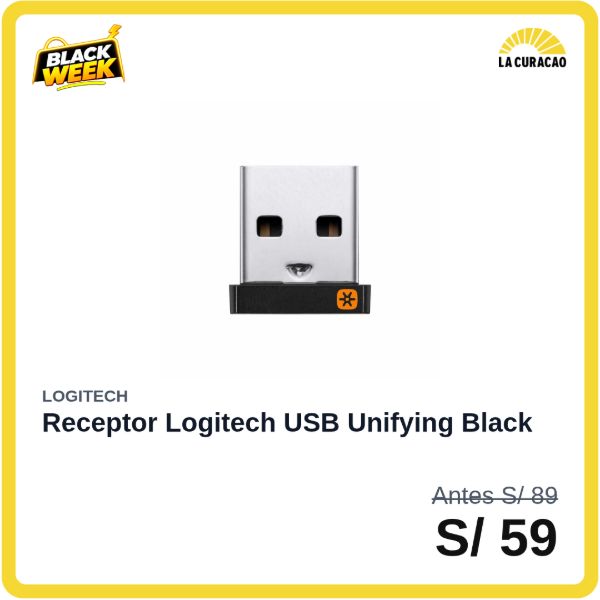 BLACK
WEEK
LA CURACAO
LOGITECH
Receptor Logitech USB Unifying Black
Antes S/ 89
S/ 59